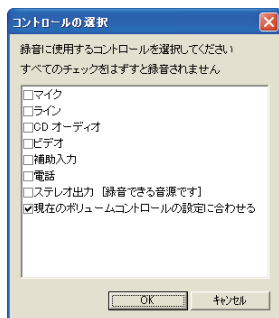 コントロールの選択
録音に使用するコントロールを選択してください
すべてのチェックをはずすと録音されません
マイク
ライン
CD オーディオ
ビデオ
補助入力
電話
ステレオ出力 [録音できる音源です]
現在のボリュームコントロールの設定に合わせる
OK
キャンセル